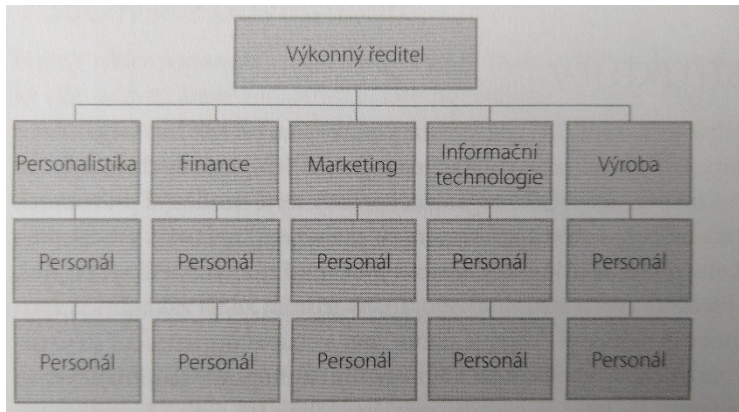 Výkonný ředitel
Personalistika
Finance
Marketing
Informační
technologie
Výroba
Personál
Personál
Personál
Personál
Personál
Personál
Personál
Personál
Personál
Personál